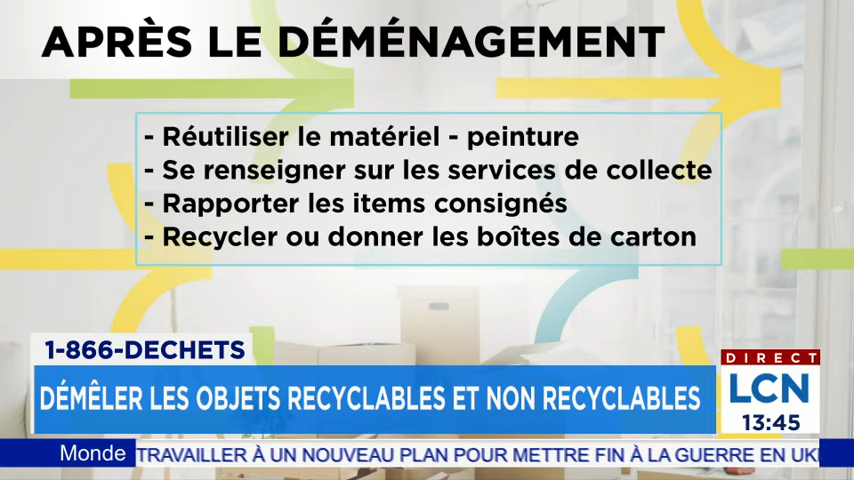 APRÈS LE DÉMÉNAGEMENT
- Réutiliser le matériel - peinture
- Se renseigner sur les services de collecte
- Rapporter les items consignés
- Recycler ou donner les boîtes de carton
1-866-DECHETS
DÉMÊLER LES OBJETS RECYCLABLES ET NON RECYCLABLES
DIRECT
LCN
13:45
Monde TRAVAILLER À UN NOUVEAU PLAN POUR METTRE FIN À LA GUERRE EN